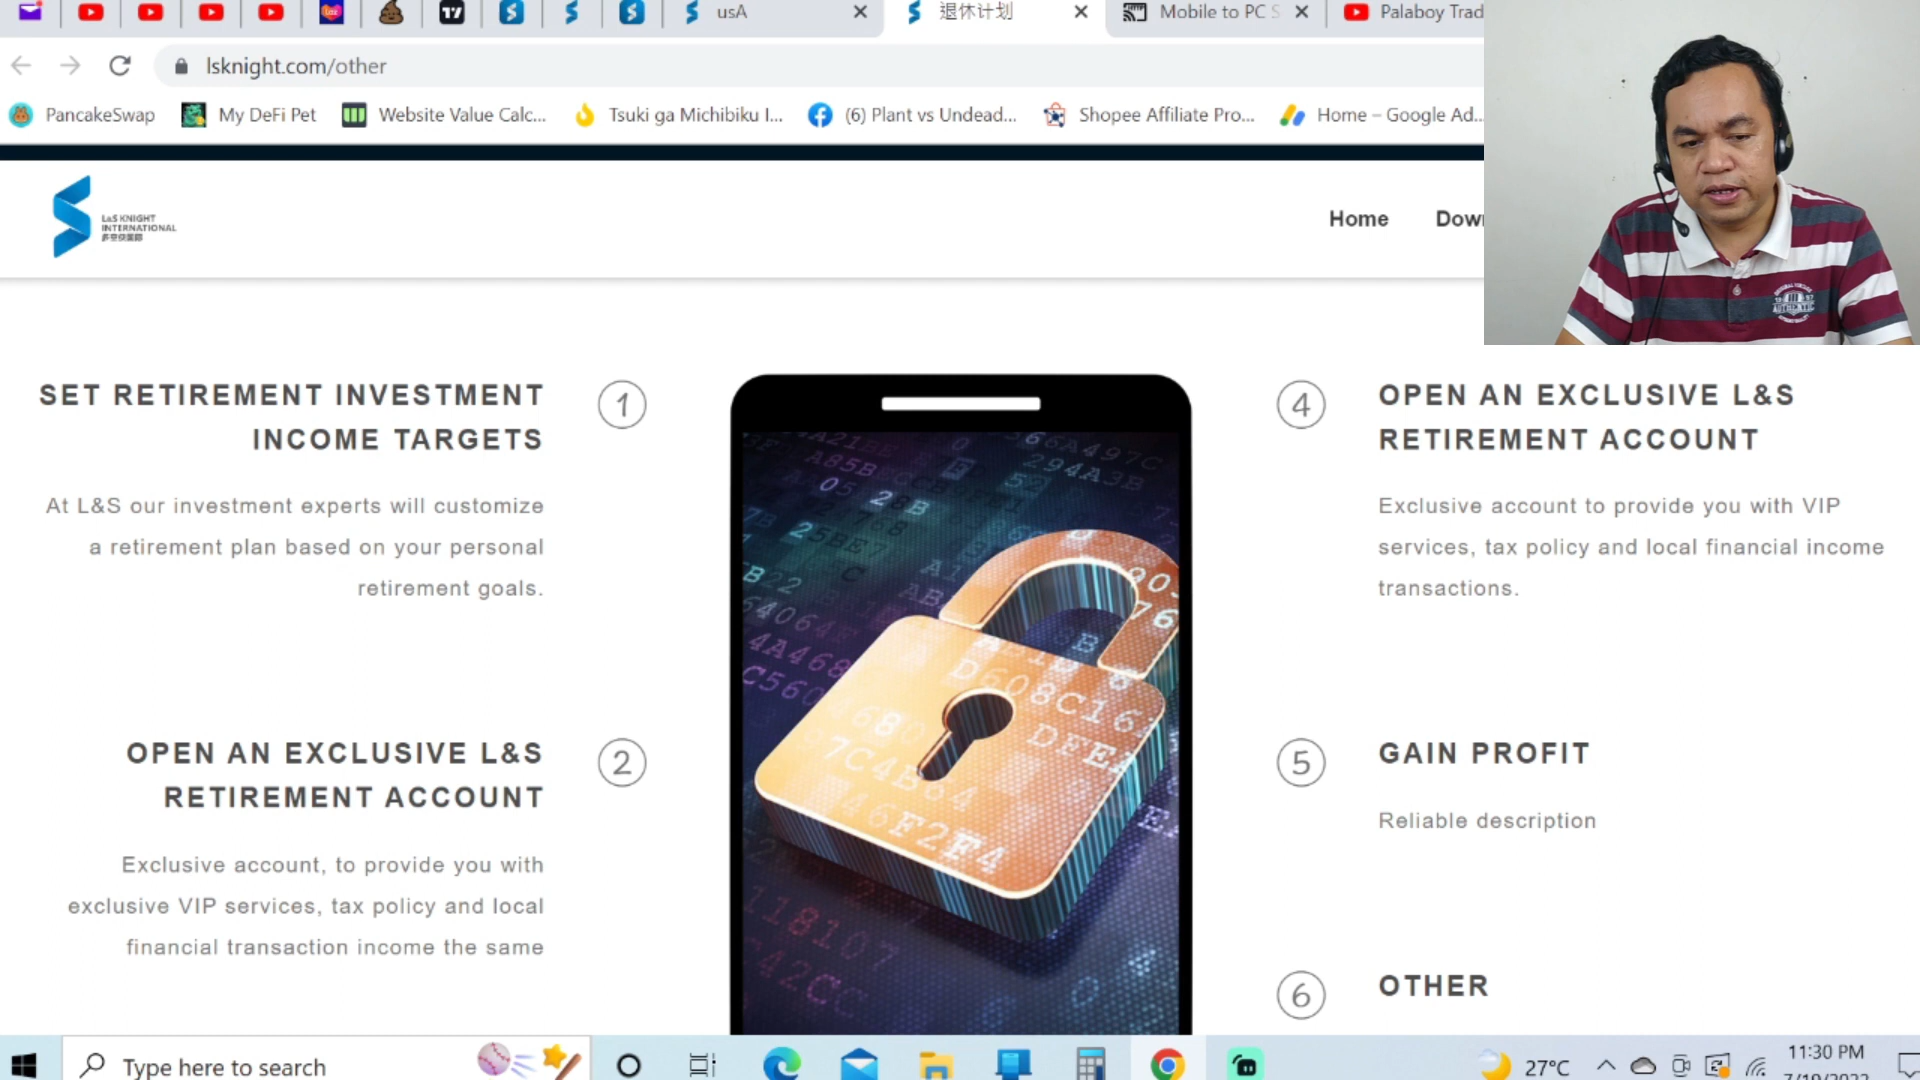 usA
退休计划
Mobile to PC S
Palaboy Trad
lsknight.com/other
PancakeSwap
My DeFi Pet
Website Value Calc...
Tsuki ga Michibiku I...
(6) Plant vs Undead...
Shopee Affiliate Pro...
Home – Google Ad...
L&S KNIGHT
INTERNATIONAL
Home
Down
AUTHENTIC
SET RETIREMENT INVESTMENT
INCOME TARGETS
1
At L&S our investment experts will customize
a retirement plan based on your personal
retirement goals.
OPEN AN EXCLUSIVE L&S
RETIREMENT ACCOUNT
2
Exclusive account, to provide you with
exclusive VIP services, tax policy and local
financial transaction income the same
4
OPEN AN EXCLUSIVE L&S
RETIREMENT ACCOUNT
Exclusive account to provide you with VIP
services, tax policy and local financial income
transactions.
5
GAIN PROFIT
Reliable description
6
OTHER
Type here to search
27°C
11:30 PM